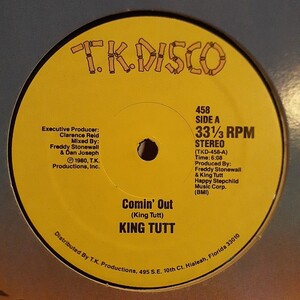 T.K.DISCO
Executive Producer:
Clarence Reid
Mixed By:
Freddy Stonewall
& Dan Joseph
℗ 1980, T.K.
Productions, Inc.
458
SIDE A
33⅓ RPM
STEREO
(TKD-458-A)
Time: 6:08
Produced By:
Freddy Stonewall
& King Tutt
Happy Stepchild
Music Corp.
(BMI)
Comin' Out
(King Tutt)
KING TUTT
Distributed By T.K. Productions, 495 S.E. 10th Ct. Hialeah, Florida 33010